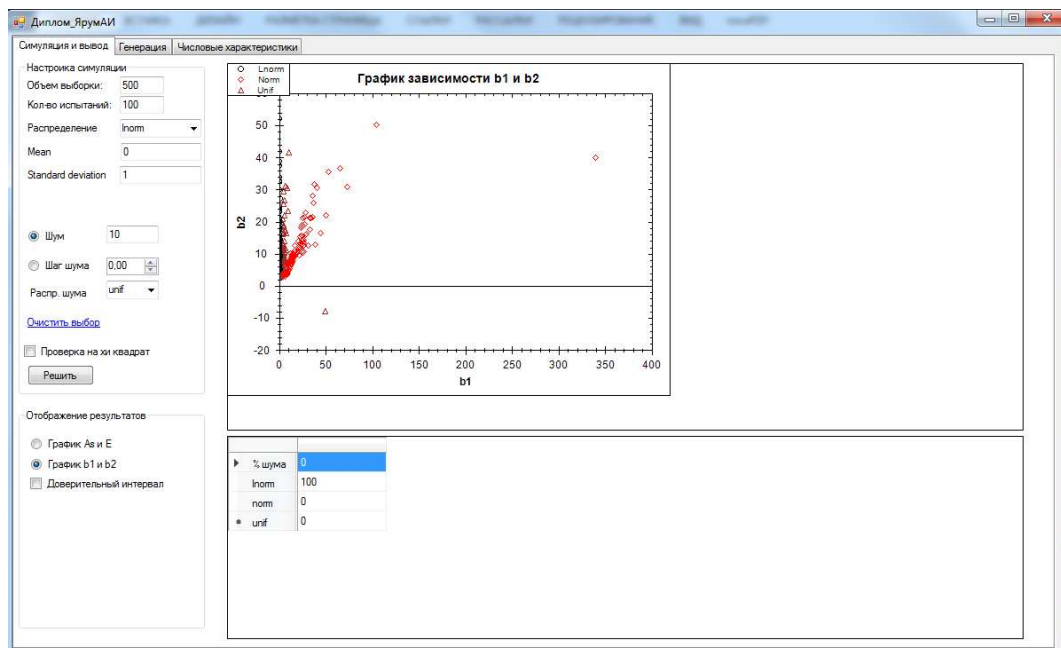 Диплом_ЯрумАИ
Симуляция и вывод
Генерация
Числовые характеристики
Настройка симуляции
Объем выборки: 500
Кол-во испытаний: 100
Распределение lnorm
Mean 0
Standard deviation 1
Шум 10
Шаг шума 0,00
Распр. шума unif
Очистить выбор
Проверка на хи квадрат
Решить
Отображение результатов
График As и E
График b1 и b2
Доверительный интервал
Lnorm
Norm
Unif
График зависимости b1 и b2
50
40
30
20
10
0
-10
-20
b2
0 50 100 150 200 250 300 350 400
b1
% шума 0
lnorm 100
norm 0
unif 0